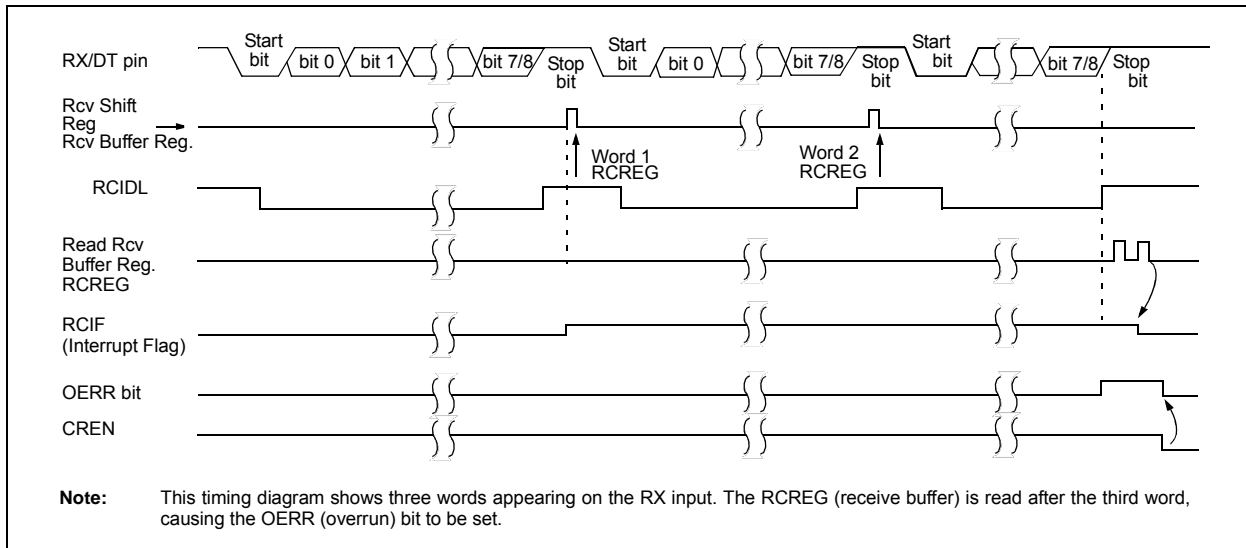 Start bit
bit 0
bit 1
bit 7/8
Stop bit
Start bit
bit 0
bit 7/8
Stop bit
Start bit
bit 7/8
Stop bit
RX/DT pin
Rcv Shift
Reg
Rcv Buffer Reg.
Word 1
RCREG
Word 2
RCREG
RCIDL
Read Rcv
Buffer Reg.
RCREG
RCIF
(Interrupt Flag)
OERR bit
CREN
Note: This timing diagram shows three words appearing on the RX input. The RCREG (receive buffer) is read after the third word,
causing the OERR (overrun) bit to be set.